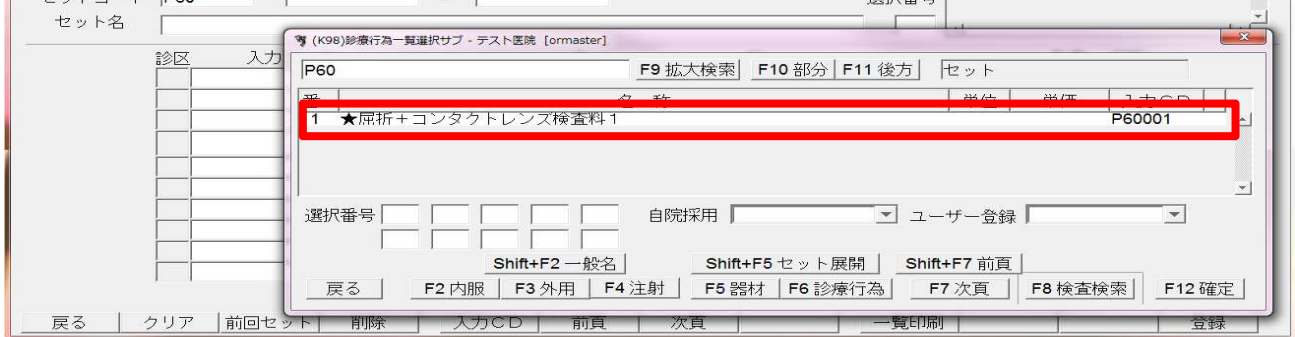 セットコード P60
選択番号
セット名
診区 入力
(K98)診療行為一覧選択サブ - テスト医院 [ormaster]
P60 F9 拡大検索 F10 部分 F11 後方 セット
番 名 称 単位 単価 入力CD
1 ★屈折+コンタクトレンズ検査料1 P60001
選択番号 自院採用 ユーザー登録
Shift+F2 一般名 Shift+F5 セット展開 Shift+F7 前頁
戻る F2 内服 F3 外用 F4 注射 F5 器材 F6 診療行為 F7 次頁 F8 検査検索 F12 確定
戻る クリア 前回セット 削除 入力CD 前頁 次頁 一覧印刷 登録